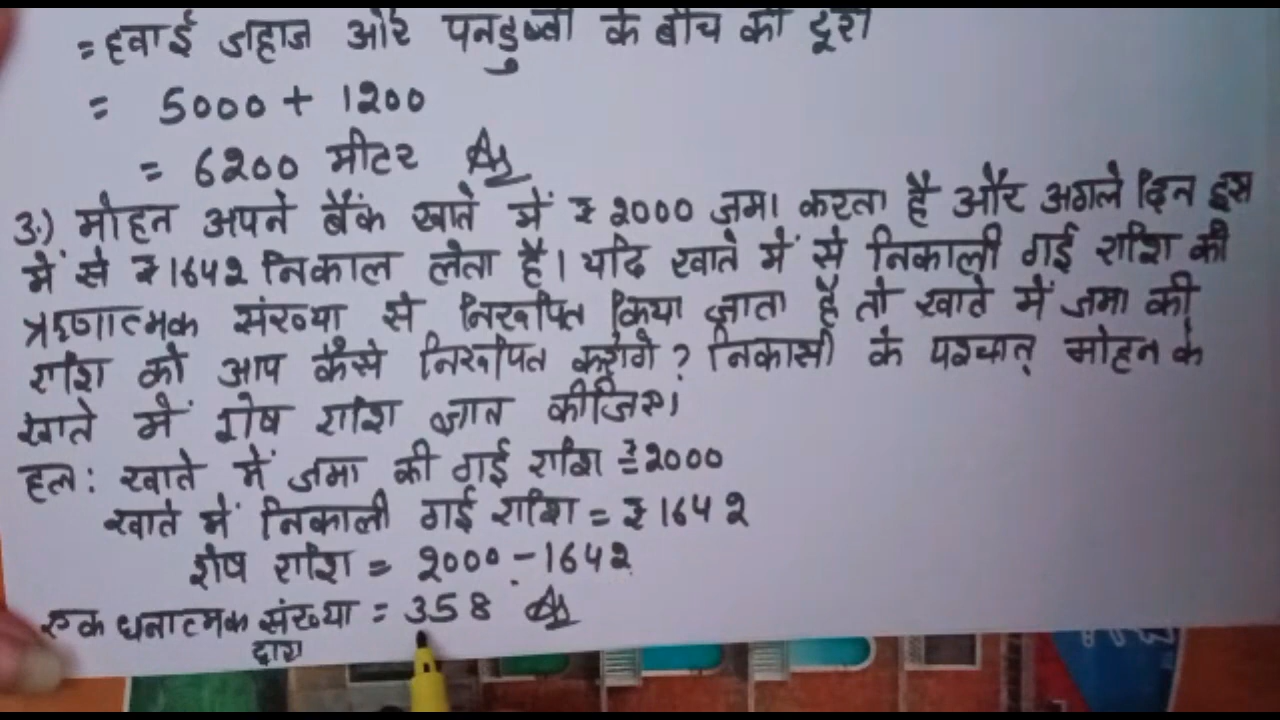 = हवाई जहाज और पनडुब्बी के बीच की दूरी
= 5000 + 1200
= 6200 मीटर Ans
3.) मोहन अपने बैंक खाते में ₹ 2000 जमा करता है और अगले दिन इस
में से ₹ 1642 निकाल लेता है। यदि खाते में से निकाली गई राशि को
ऋणात्मक संख्या से निरूपित किया जाता है तो खाते में जमा की
राशि को आप कैसे निरूपित करोगे? निकासी के पश्चात् मोहन के
खाते में शेष राशि ज्ञात कीजिए।
हल: खाते में जमा की गई राशि = ₹2000
खाते में निकाली गई राशि = ₹1642
शेष राशि = 2000 - 1642
एक धनात्मक संख्या = 358 Ans
द्वारा